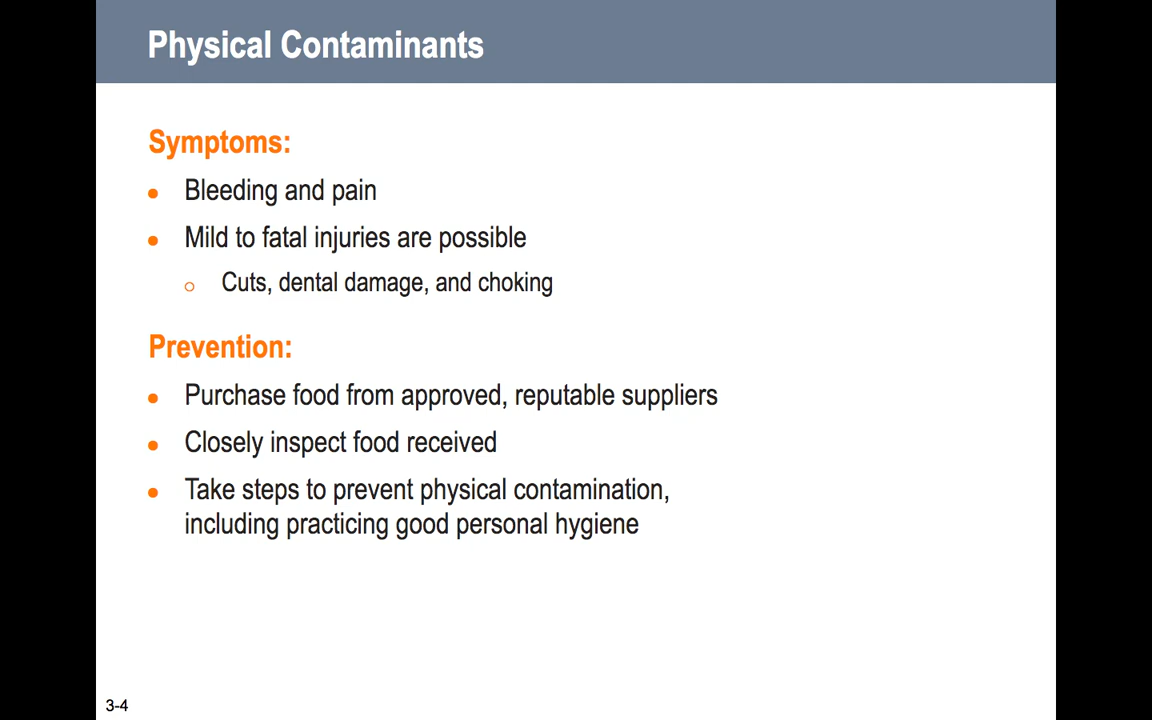 Physical Contaminants
Symptoms:
Bleeding and pain
Mild to fatal injuries are possible
Cuts, dental damage, and choking
Prevention:
Purchase food from approved, reputable suppliers
Closely inspect food received
Take steps to prevent physical contamination,
including practicing good personal hygiene
3-4